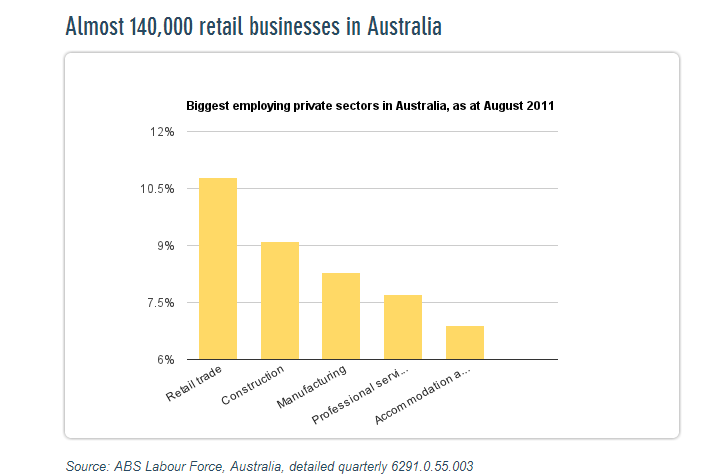 Almost 140,000 retail businesses in Australia
Biggest employing private sectors in Australia, as at August 2011
12%
10.5%
9%
7.5%
6%
Retail trade
Construction
Manufacturing
Professional servi...
Accommodation a...
Source: ABS Labour Force, Australia, detailed quarterly 6291.0.55.003